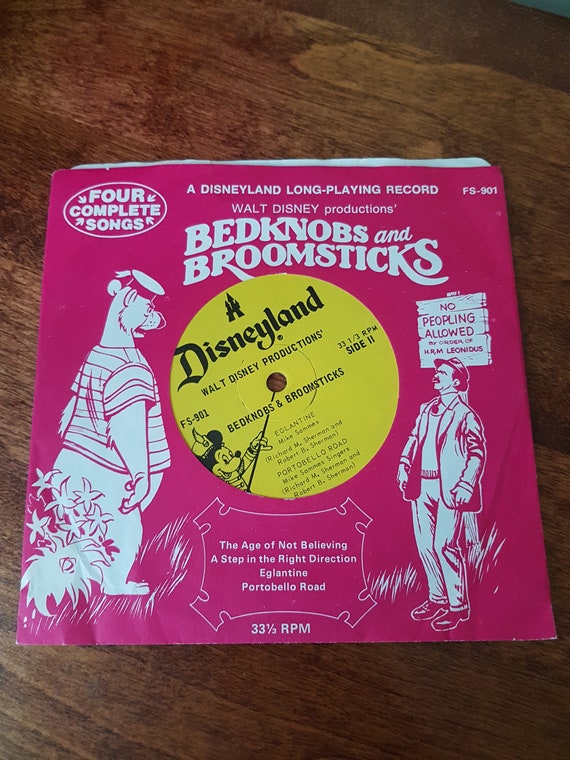 FOUR
COMPLETE
SONGS
A DISNEYLAND LONG-PLAYING RECORD
FS-901
WALT DISNEY productions'
BEDKNOBS and
BROOMSTICKS
NO
PEOPLING
ALLOWED
BY ORDER OF
H.R.M. LEONIDUS
Disneyland®
WALT DISNEY PRODUCTIONS'
33 1/3 RPM
SIDE II
FS-901
BEDKNOBS & BROOMSTICKS
EGLANTINE
Mike Sammes
(Richard M. Sherman and
Robert B. Sherman)
PORTOBELLO ROAD
Mike Sammes Singers
(Richard M. Sherman and
Robert B. Sherman)
The Age of Not Believing
A Step in the Right Direction
Eglantine
Portobello Road
33⅓ RPM